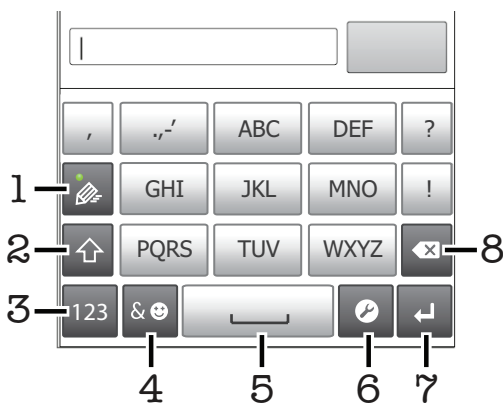 , .,-′ ABC DEF ?
1 GHI JKL MNO !
2 PQRS TUV WXYZ 8
3 123 &
4 5 6 7